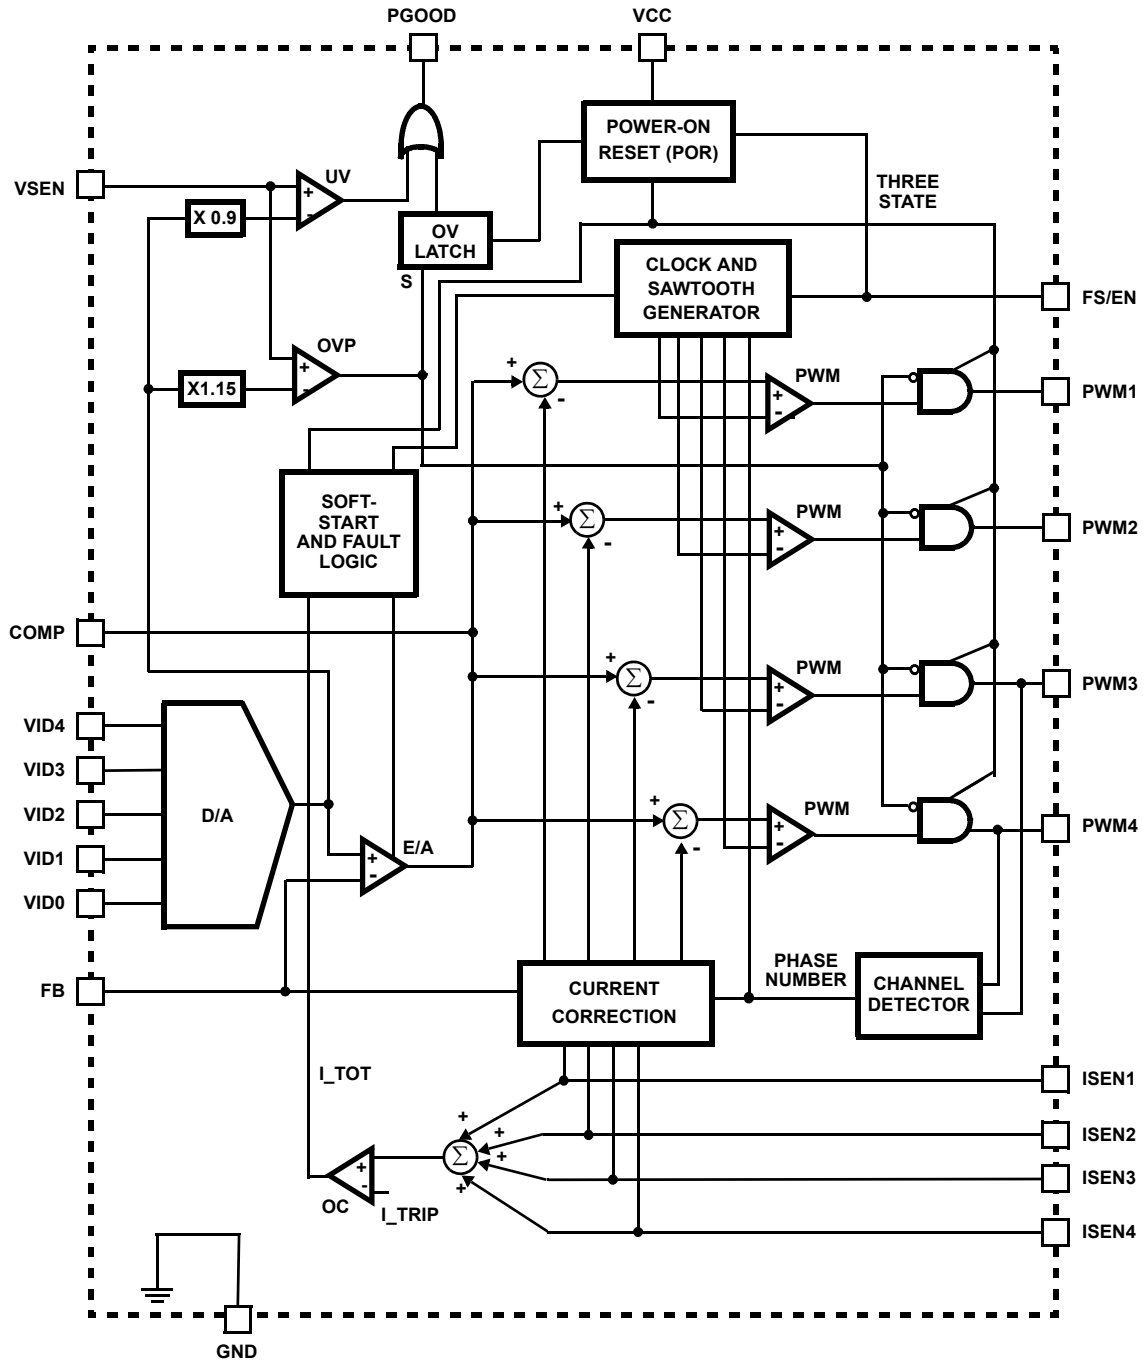 PGOOD
VCC
POWER-ON
RESET (POR)
VSEN
UV
+
-
X 0.9
THREE
STATE
OV
LATCH
S
CLOCK AND
SAWTOOTH
GENERATOR
FS/EN
OVP
+
-
X1.15
+
Σ
-
PWM
+
-
PWM1
SOFT-
START
AND FAULT
LOGIC
+
Σ
-
PWM
+
-
PWM2
COMP
+
Σ
-
PWM
+
-
PWM3
VID4
VID3
VID2
VID1
VID0
D/A
+
Σ
-
PWM
+
-
PWM4
E/A
+
-
FB
CURRENT
CORRECTION
PHASE
NUMBER
CHANNEL
DETECTOR
I_TOT
ISEN1
+
+
Σ
+
+
ISEN2
ISEN3
+
-
OC
I_TRIP
ISEN4
GND